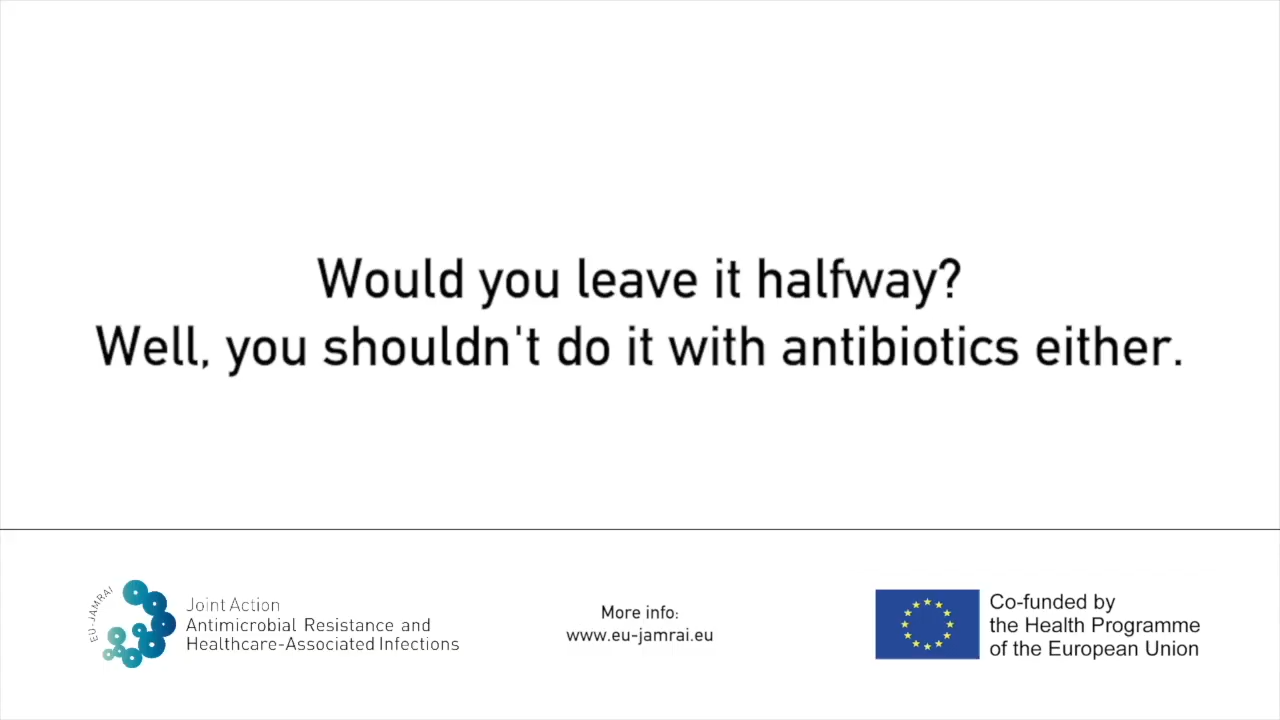 Would you leave it halfway?
Well, you shouldn't do it with antibiotics either.
EU-JAMRAI
Joint Action
Antimicrobial Resistance and
Healthcare-Associated Infections
More info:
www.eu-jamrai.eu
Co-funded by
the Health Programme
of the European Union